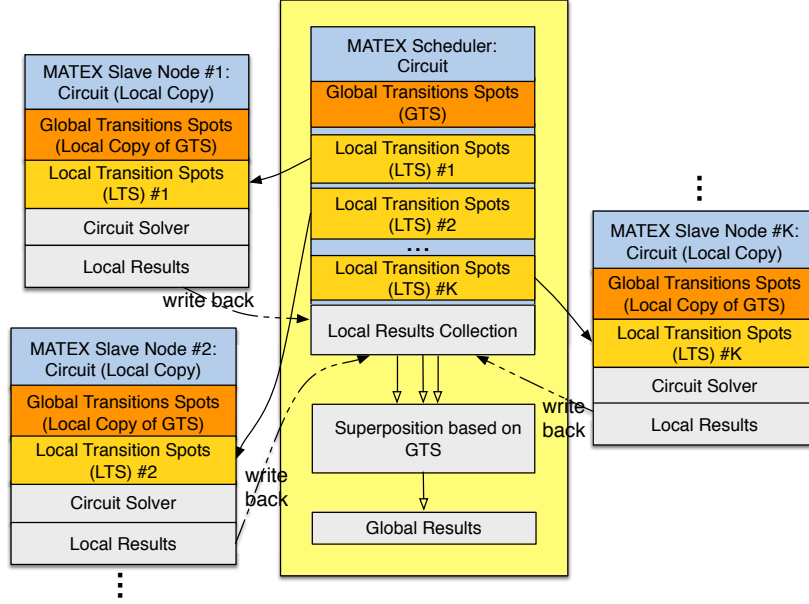 MATEX Slave Node #1:
Circuit (Local Copy)
Global Transitions Spots
(Local Copy of GTS)
Local Transition Spots
(LTS) #1
Circuit Solver
Local Results
write back
MATEX Slave Node #2:
Circuit (Local Copy)
Global Transitions Spots
(Local Copy of GTS)
Local Transition Spots
(LTS) #2
Circuit Solver
Local Results
write
back
MATEX Scheduler:
Circuit
Global Transitions Spots
(GTS)
Local Transition Spots
(LTS) #1
Local Transition Spots
(LTS) #2
...
Local Transition Spots
(LTS) #K
Local Results Collection
Superposition based on
GTS
Global Results
MATEX Slave Node #K:
Circuit (Local Copy)
Global Transitions Spots
(Local Copy of GTS)
Local Transition Spots
(LTS) #K
Circuit Solver
Local Results
write
back